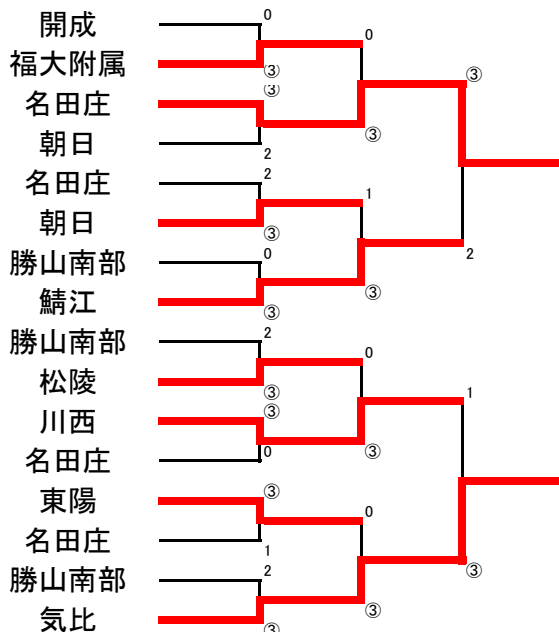 開成 0
0
福大附属 ③
③
名田庄 ③
朝日 2
③
名田庄 2
1
朝日 ③
2
勝山南部 0
鯖江 ③
③
勝山南部 2
0
松陵 ③
1
川西 ③
名田庄 0
③
東陽 ③
0
名田庄 1
③
勝山南部 2
気比 ③
③